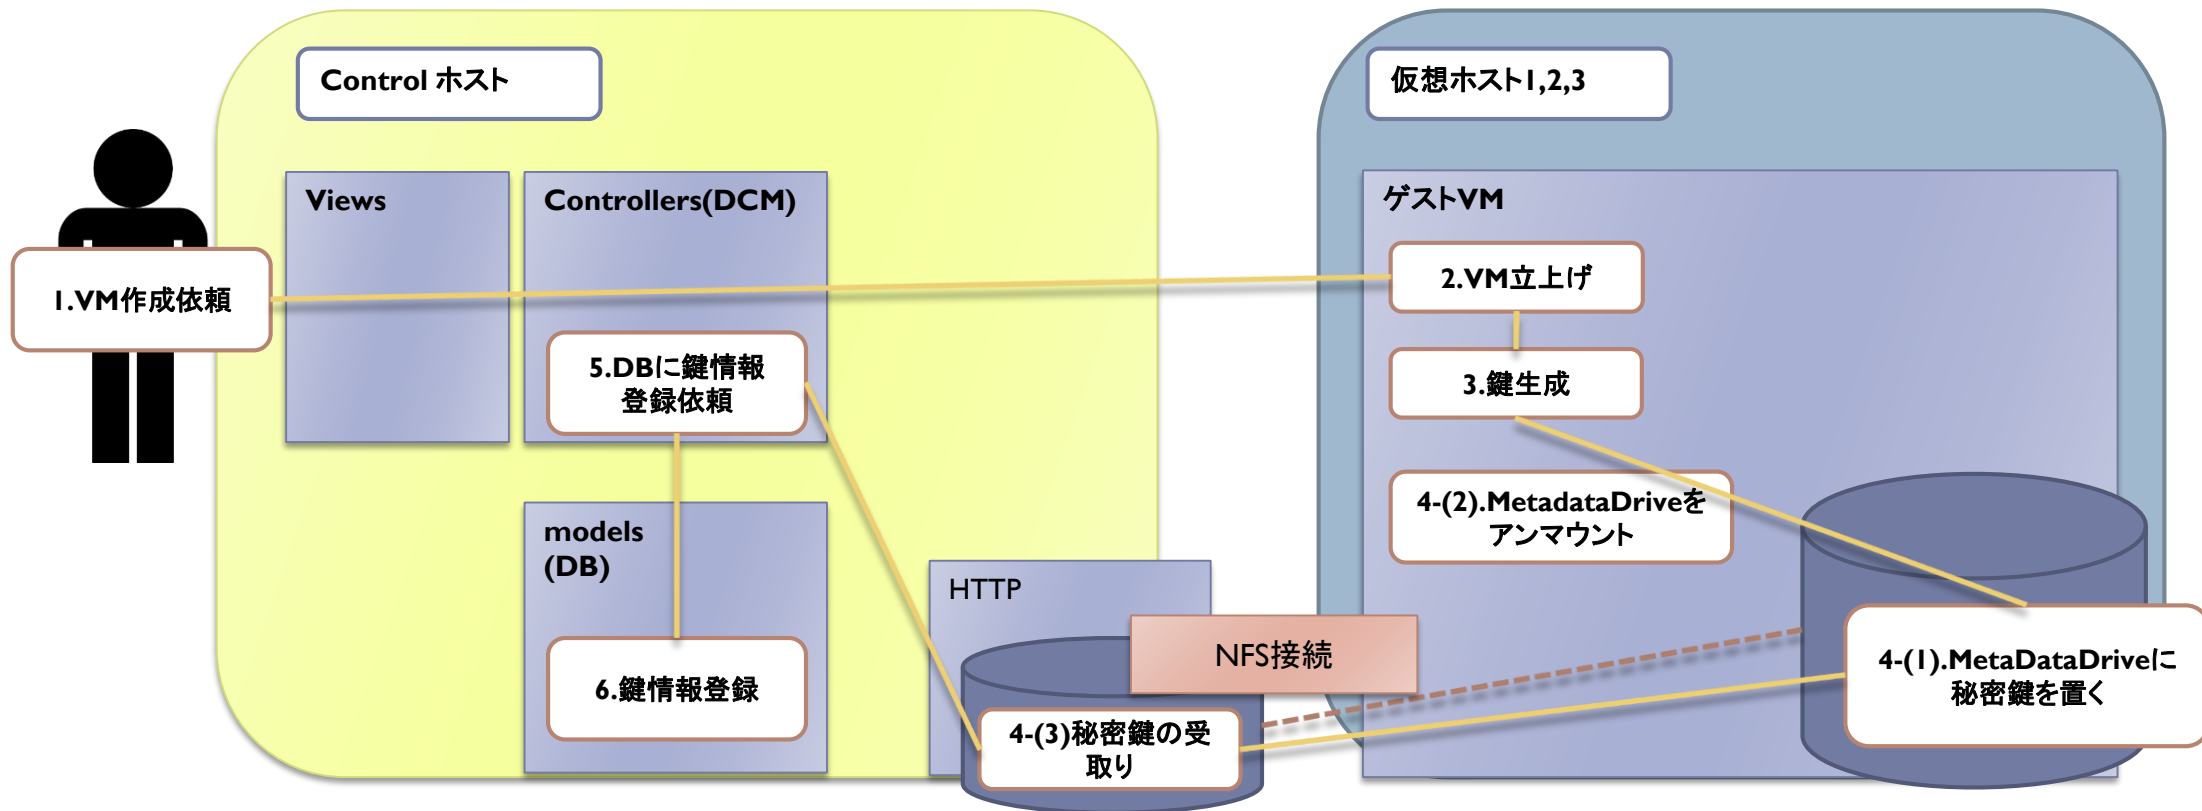 Control ホスト
仮想ホスト1,2,3
Views
Controllers(DCM)
ゲストVM
1.VM作成依頼
2.VM立上げ
3.鍵生成
5.DBに鍵情報
登録依頼
4-(2).MetadataDriveを
アンマウント
models
(DB)
HTTP
NFS接続
4-(1).MetaDataDriveに
秘密鍵を置く
6.鍵情報登録
4-(3)秘密鍵の受
取り